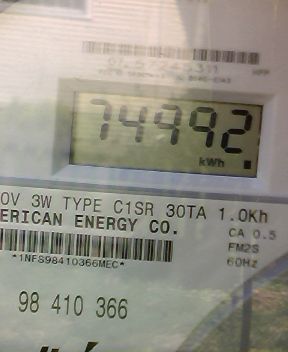 HPP
74992
kWh
0V 3W TYPE C1SR 30TA 1.0Kh
ERICAN ENERGY CO.
CA 0.5
FM2S
60Hz
*1NFS98410366MEC*
98 410 366